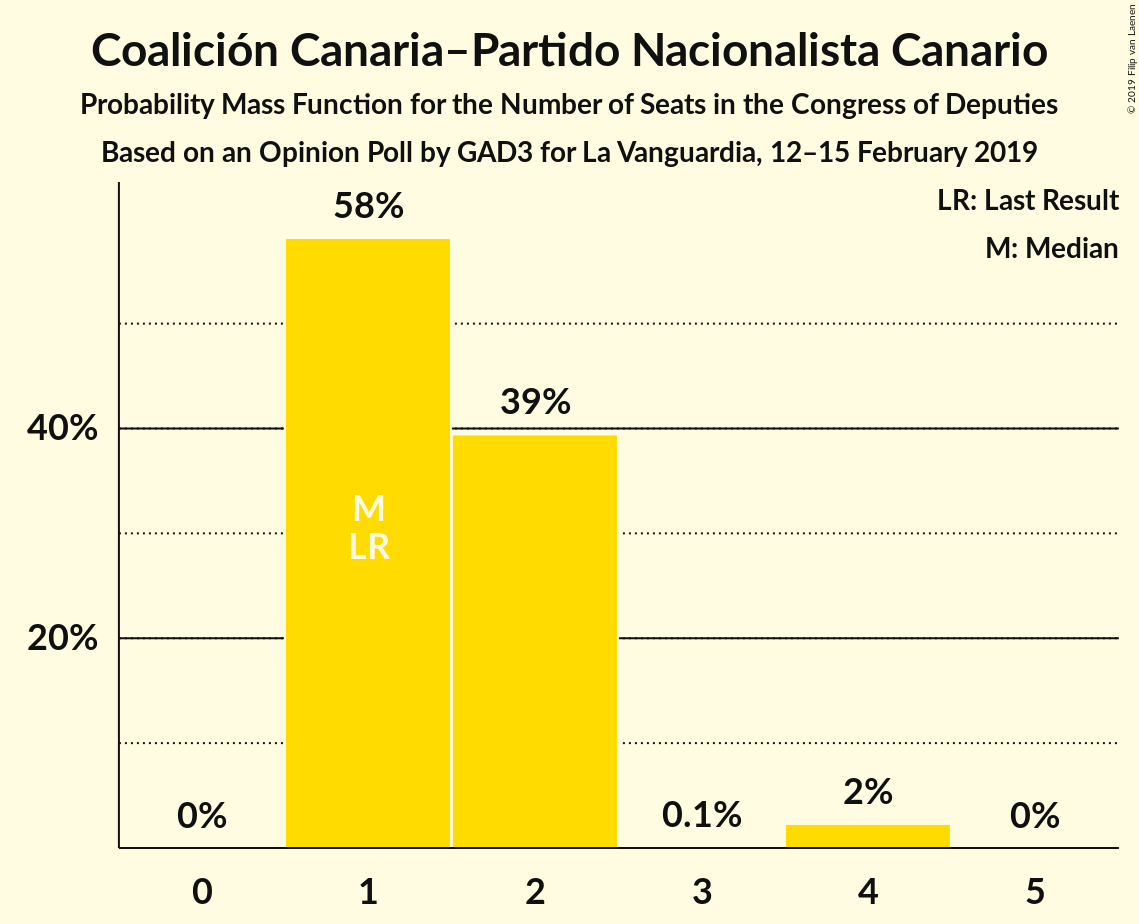 Coalición Canaria–Partido Nacionalista Canario
Probability Mass Function for the Number of Seats in the Congress of Deputies
Based on an Opinion Poll by GAD3 for La Vanguardia, 12–15 February 2019
© 2019 Filip van Laenen
LR: Last Result
M: Median
58%
39%
40%
M
LR
20%
0%
0.1%
2%
0%
0 1 2 3 4 5